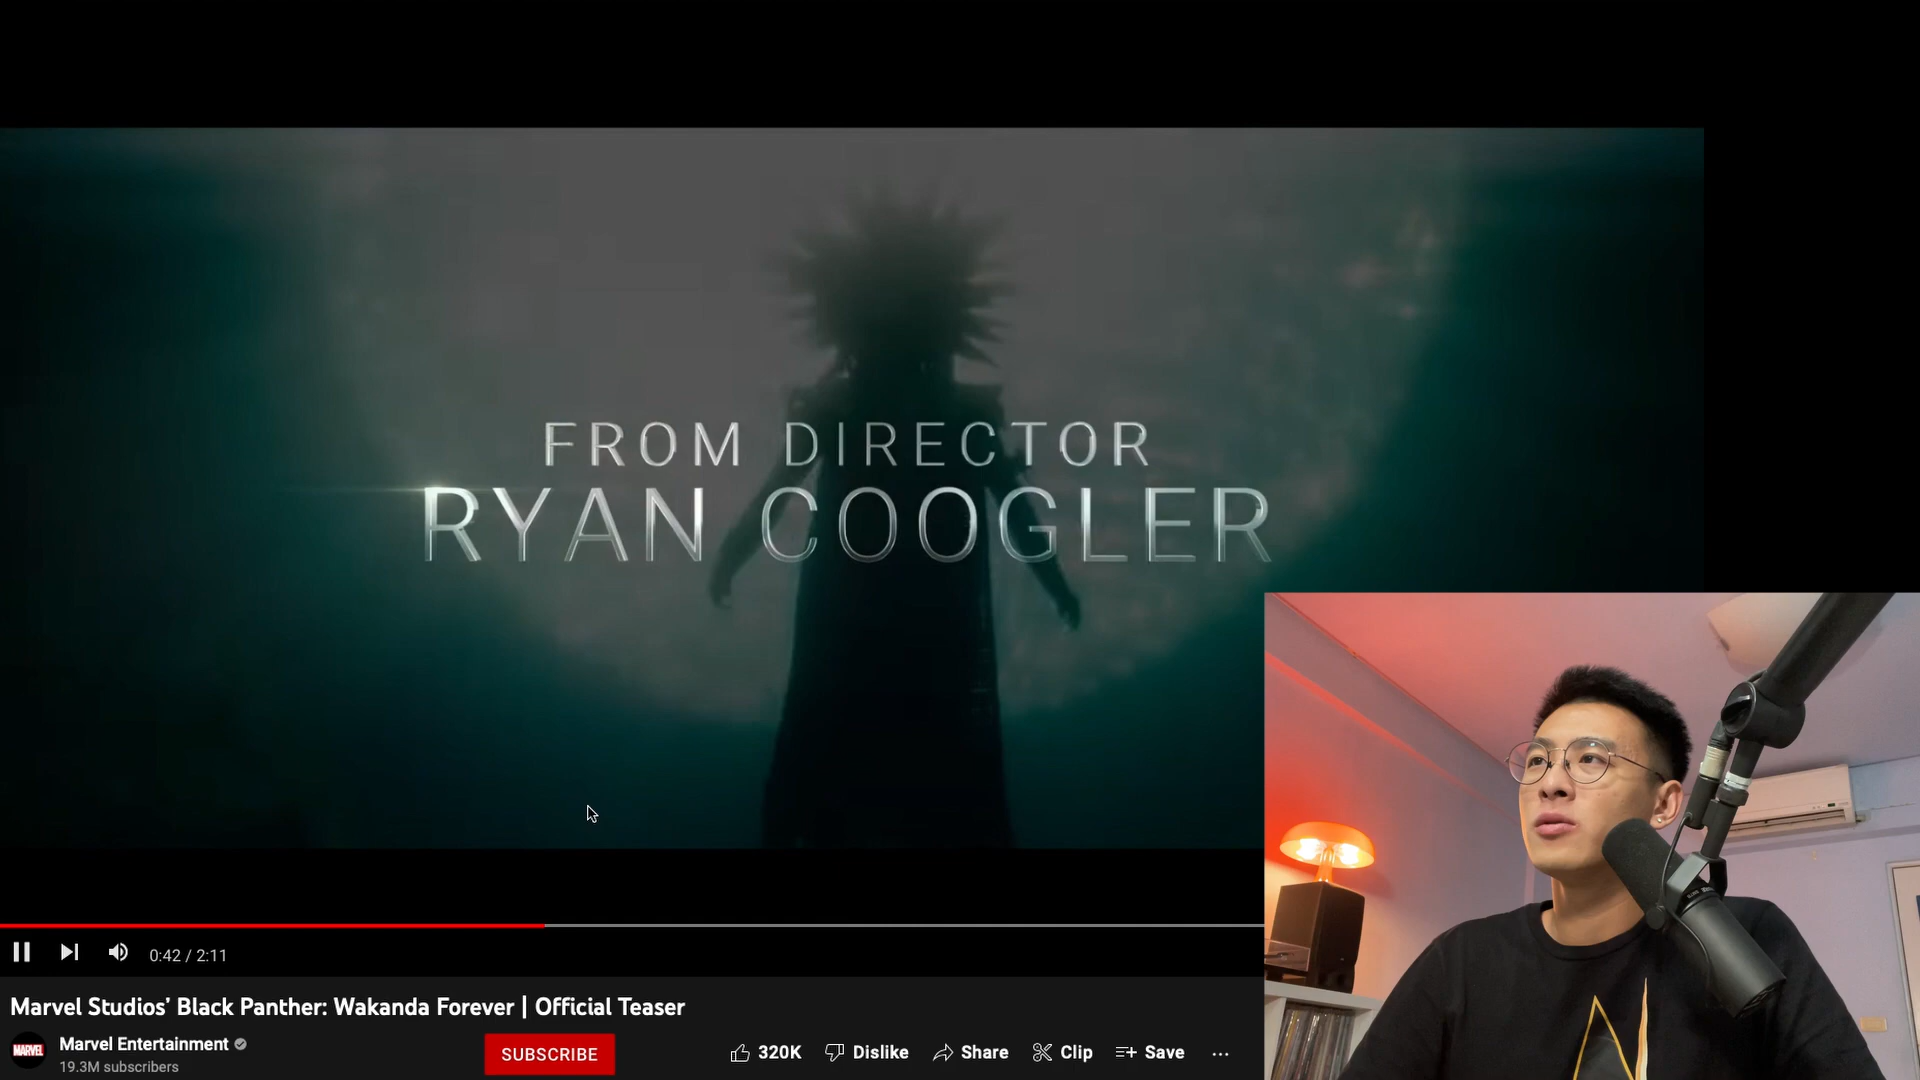 FROM DIRECTOR
RYAN COOGLER
0:42 / 2:11
Marvel Studios’ Black Panther: Wakanda Forever | Official Teaser
MARVEL
Marvel Entertainment
19.3M subscribers
SUBSCRIBE
320K
Dislike
Share
Clip
Save